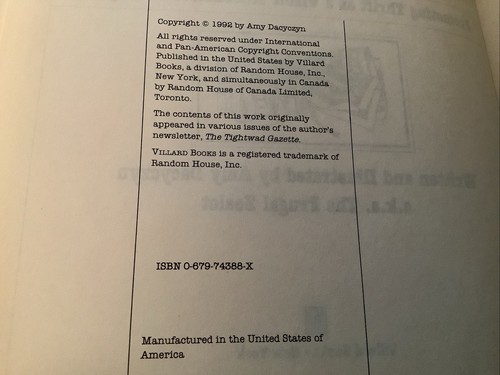 Copyright © 1992 by Amy Dacyczyn
All rights reserved under International
and Pan-American Copyright Conventions.
Published in the United States by Villard
Books, a division of Random House, Inc.,
New York, and simultaneously in Canada
by Random House of Canada Limited,
Toronto.
The contents of this work originally
appeared in various issues of the author's
newsletter, The Tightwad Gazette.
VILLARD BOOKS is a registered trademark of
Random House, Inc.
ISBN 0-679-74388-X
Manufactured in the United States of
America